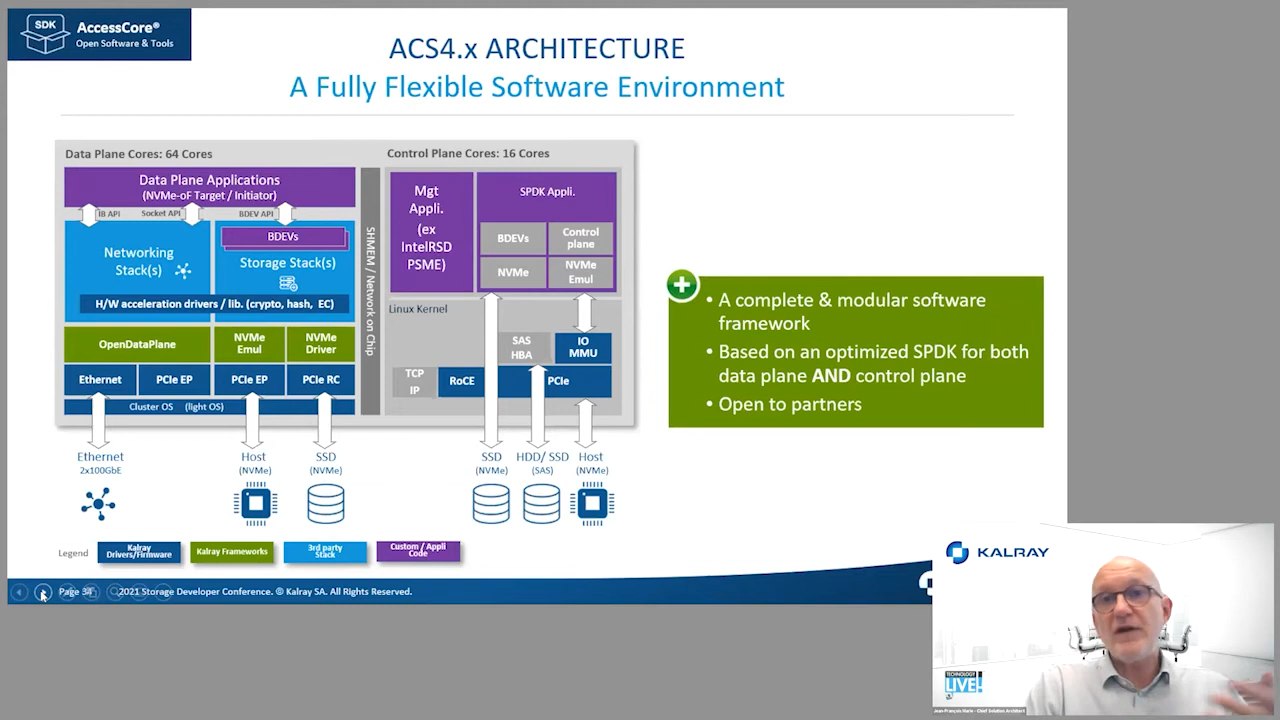 SDK
AccessCore®
Open Software & Tools
ACS4.x ARCHITECTURE
A Fully Flexible Software Environment
Data Plane Cores: 64 Cores
Data Plane Applications
(NVMe-oF Target / Initiator)
IB API
Socket API
BDEV API
Networking
Stack(s)
BDEVs
Storage Stack(s)
H/W acceleration drivers / lib. (crypto, hash, EC)
OpenDataPlane
NVMe
Emul
NVMe
Driver
Ethernet
PCIe EP
PCIe EP
PCIe RC
Cluster OS (light OS)
SHMEM / Network on Chip
Control Plane Cores: 16 Cores
Mgt
Appli.
(ex
IntelRSD
PSME)
SPDK Appli.
BDEVs
Control
plane
NVMe
NVMe
Emul
Linux Kernel
SAS
HBA
IO
MMU
TCP
IP
RoCE
PCIe
Ethernet
2x100GbE
Host
(NVMe)
SSD
(NVMe)
SSD
(NVMe)
HDD/ SSD
(SAS)
Host
(NVMe)
• A complete & modular software
framework
• Based on an optimized SPDK for both
data plane AND control plane
• Open to partners
Legend
Kalray
Drivers/Firmware
Kalray Frameworks
3rd party
Stack
Custom / Appli
Code
Page 34
2021 Storage Developer Conference. © Kalray SA. All Rights Reserved.
KALRAY
TECHNOLOGY
LIVE!
Jean-François Marie - Chief Solution Architect